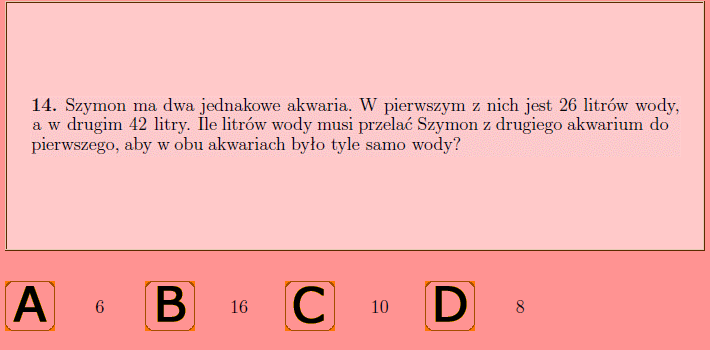 14. Szymon ma dwa jednakowe akwaria. W pierwszym z nich jest 26 litrów wody,
a w drugim 42 litry. Ile litrów wody musi przelać Szymon z drugiego akwarium do
pierwszego, aby w obu akwariach było tyle samo wody?
A 6 B 16 C 10 D 8